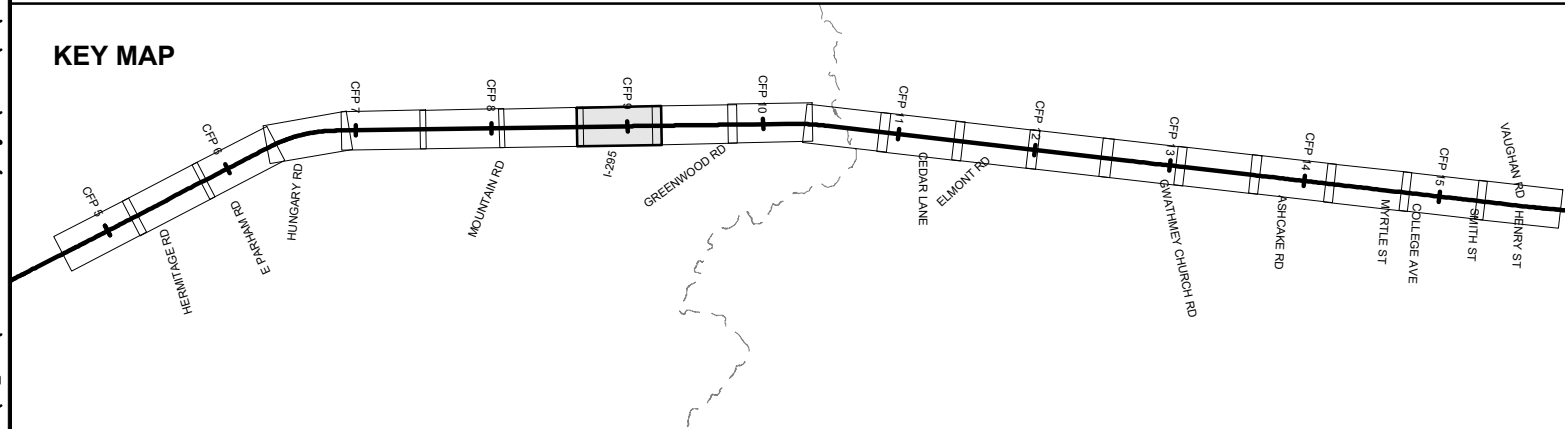 KEY MAP
CFP 5
HERMITAGE RD
CFP 6
E PARHAM RD
HUNGARY RD
CFP 7
MOUNTAIN RD
CFP 8
I-295
CFP 9
GREENWOOD RD
CFP 10
CFP 11
CEDAR LANE
ELMONT RD
CFP 12
CFP 13
GWATHMEY CHURCH RD
ASHCAKE RD
CFP 14
MYRTLE ST
COLLEGE AVE
CFP 15
SMITH ST
VAUGHAN RD
HENRY ST